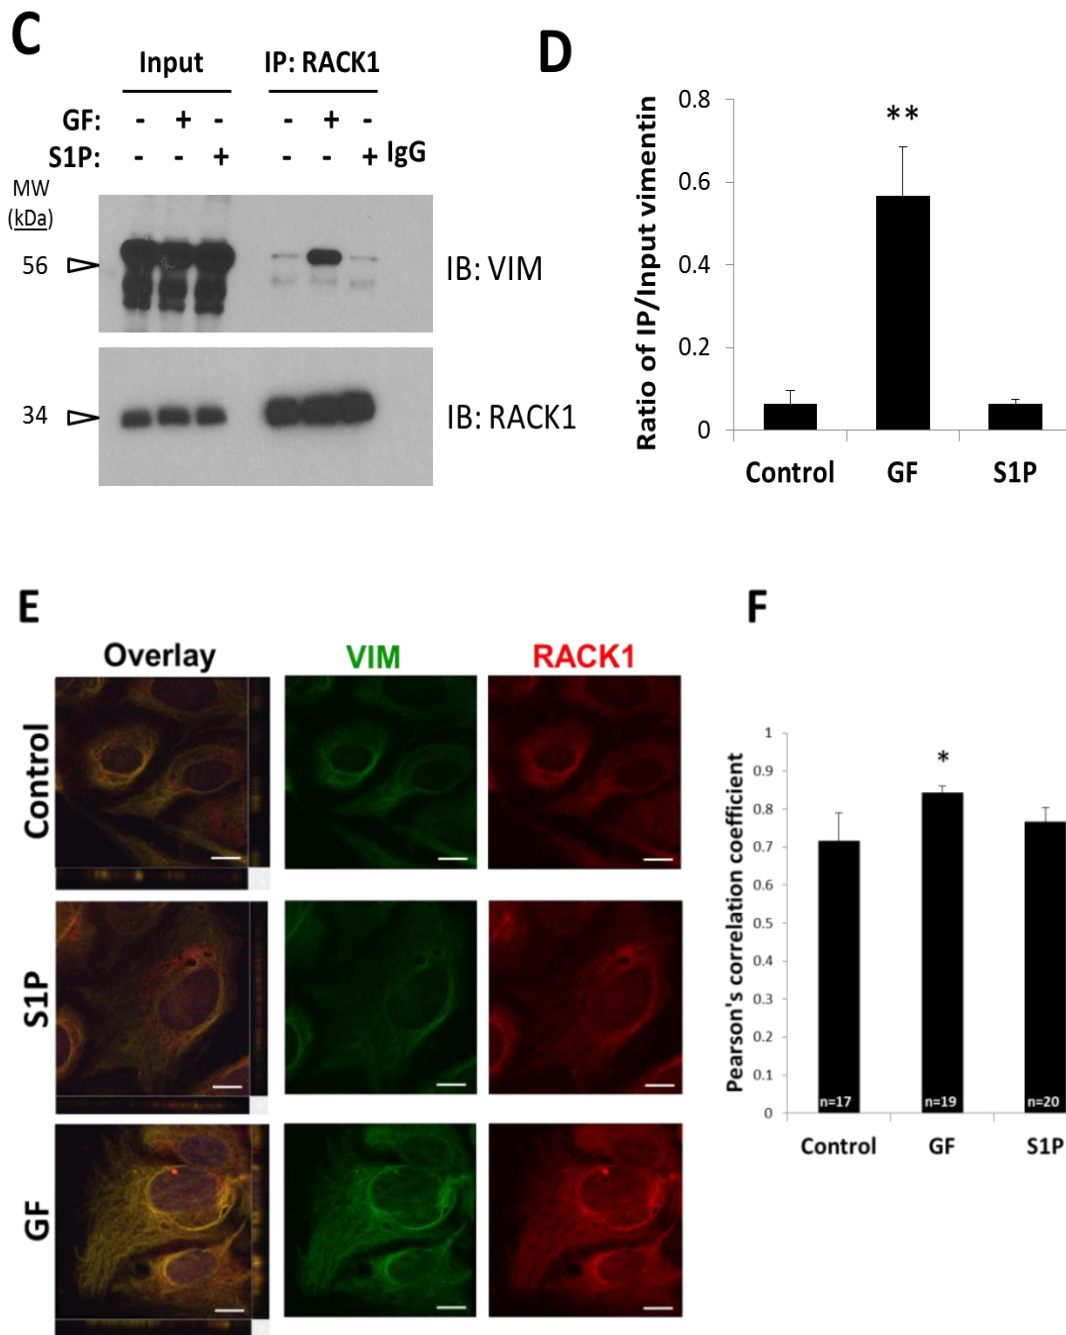 C
Input IP: RACK1
GF: - + - - + -
S1P: - - + - - + IgG
MW
(kDa)
56 IB: VIM
34 IB: RACK1
D
Ratio of IP/Input vimentin
0.8
0.6
0.4
0.2
0
**
Control GF S1P
E
Overlay VIM RACK1
Control
S1P
GF
F
Pearson's correlation coefficient
1
0.9
0.8
0.7
0.6
0.5
0.4
0.3
0.2
0.1
0
*
n=17 n=19 n=20
Control GF S1P